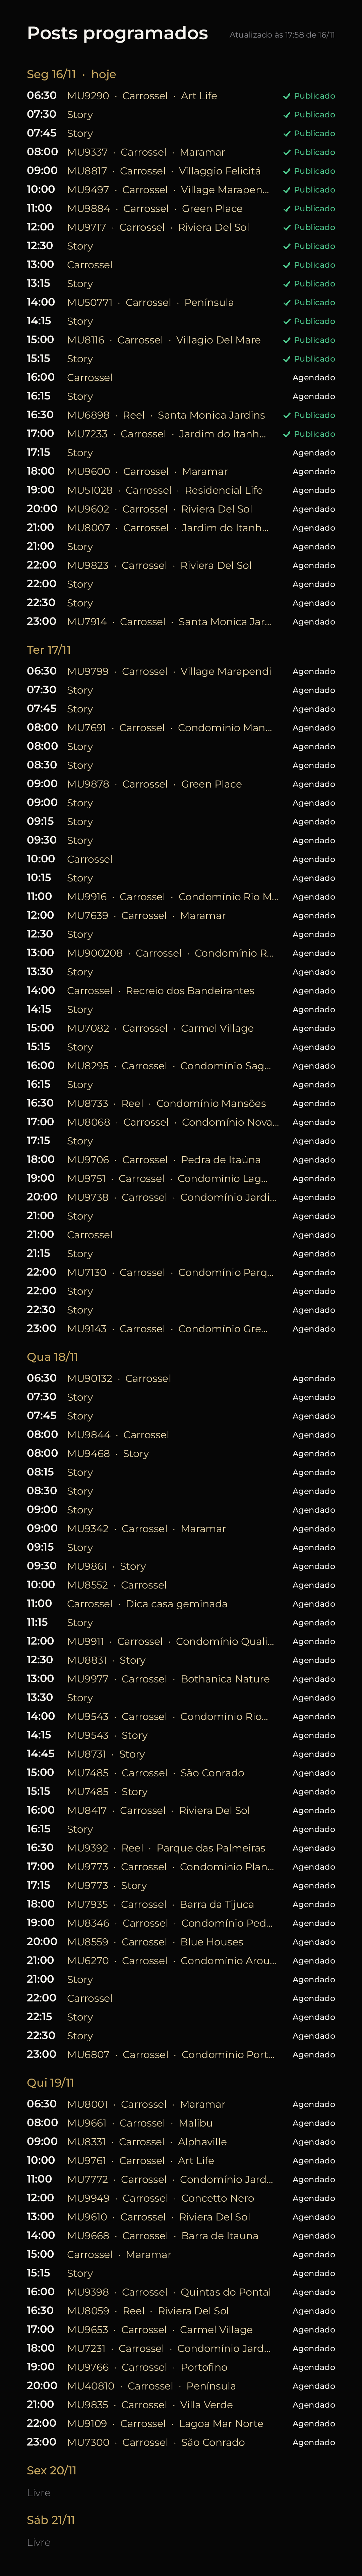 Posts programados
Atualizado às 17:58 de 16/11
Seg 16/11 · hoje
06:30 MU9290 · Carrossel · Art Life ✓ Publicado
07:30 Story ✓ Publicado
07:45 Story ✓ Publicado
08:00 MU9337 · Carrossel · Maramar ✓ Publicado
09:00 MU8817 · Carrossel · Villaggio Felicitá ✓ Publicado
10:00 MU9497 · Carrossel · Village Marapen... ✓ Publicado
11:00 MU9884 · Carrossel · Green Place ✓ Publicado
12:00 MU9717 · Carrossel · Riviera Del Sol ✓ Publicado
12:30 Story ✓ Publicado
13:00 Carrossel ✓ Publicado
13:15 Story ✓ Publicado
14:00 MU50771 · Carrossel · Península ✓ Publicado
14:15 Story ✓ Publicado
15:00 MU8116 · Carrossel · Villagio Del Mare ✓ Publicado
15:15 Story ✓ Publicado
16:00 Carrossel Agendado
16:15 Story Agendado
16:30 MU6898 · Reel · Santa Monica Jardins ✓ Publicado
17:00 MU7233 · Carrossel · Jardim do Itanh... ✓ Publicado
17:15 Story Agendado
18:00 MU9600 · Carrossel · Maramar Agendado
19:00 MU51028 · Carrossel · Residencial Life Agendado
20:00 MU9602 · Carrossel · Riviera Del Sol Agendado
21:00 MU8007 · Carrossel · Jardim do Itanh... Agendado
21:00 Story Agendado
22:00 MU9823 · Carrossel · Riviera Del Sol Agendado
22:00 Story Agendado
22:30 Story Agendado
23:00 MU7914 · Carrossel · Santa Monica Jar... Agendado
Ter 17/11
06:30 MU9799 · Carrossel · Village Marapendi Agendado
07:30 Story Agendado
07:45 Story Agendado
08:00 MU7691 · Carrossel · Condomínio Man... Agendado
08:00 Story Agendado
08:30 Story Agendado
09:00 MU9878 · Carrossel · Green Place Agendado
09:00 Story Agendado
09:15 Story Agendado
09:30 Story Agendado
10:00 Carrossel Agendado
10:15 Story Agendado
11:00 MU9916 · Carrossel · Condomínio Rio M... Agendado
12:00 MU7639 · Carrossel · Maramar Agendado
12:30 Story Agendado
13:00 MU900208 · Carrossel · Condomínio R... Agendado
13:30 Story Agendado
14:00 Carrossel · Recreio dos Bandeirantes Agendado
14:15 Story Agendado
15:00 MU7082 · Carrossel · Carmel Village Agendado
15:15 Story Agendado
16:00 MU8295 · Carrossel · Condomínio Sag... Agendado
16:15 Story Agendado
16:30 MU8733 · Reel · Condomínio Mansões Agendado
17:00 MU8068 · Carrossel · Condomínio Nova... Agendado
17:15 Story Agendado
18:00 MU9706 · Carrossel · Pedra de Itaúna Agendado
19:00 MU9751 · Carrossel · Condomínio Lag... Agendado
20:00 MU9738 · Carrossel · Condomínio Jardi... Agendado
21:00 Story Agendado
21:00 Carrossel Agendado
21:15 Story Agendado
22:00 MU7130 · Carrossel · Condomínio Parq... Agendado
22:00 Story Agendado
22:30 Story Agendado
23:00 MU9143 · Carrossel · Condomínio Gre... Agendado
Qua 18/11
06:30 MU90132 · Carrossel Agendado
07:30 Story Agendado
07:45 Story Agendado
08:00 MU9844 · Carrossel Agendado
08:00 MU9468 · Story Agendado
08:15 Story Agendado
08:30 Story Agendado
09:00 Story Agendado
09:00 MU9342 · Carrossel · Maramar Agendado
09:15 Story Agendado
09:30 MU9861 · Story Agendado
10:00 MU8552 · Carrossel Agendado
11:00 Carrossel · Dica casa geminada Agendado
11:15 Story Agendado
12:00 MU9911 · Carrossel · Condomínio Quali... Agendado
12:30 MU8831 · Story Agendado
13:00 MU9977 · Carrossel · Bothanica Nature Agendado
13:30 Story Agendado
14:00 MU9543 · Carrossel · Condomínio Rio... Agendado
14:15 MU9543 · Story Agendado
14:45 MU8731 · Story Agendado
15:00 MU7485 · Carrossel · São Conrado Agendado
15:15 MU7485 · Story Agendado
16:00 MU8417 · Carrossel · Riviera Del Sol Agendado
16:15 Story Agendado
16:30 MU9392 · Reel · Parque das Palmeiras Agendado
17:00 MU9773 · Carrossel · Condomínio Plan... Agendado
17:15 MU9773 · Story Agendado
18:00 MU7935 · Carrossel · Barra da Tijuca Agendado
19:00 MU8346 · Carrossel · Condomínio Ped... Agendado
20:00 MU8559 · Carrossel · Blue Houses Agendado
21:00 MU6270 · Carrossel · Condomínio Arou... Agendado
21:00 Story Agendado
22:00 Carrossel Agendado
22:15 Story Agendado
22:30 Story Agendado
23:00 MU6807 · Carrossel · Condomínio Port... Agendado
Qui 19/11
06:30 MU8001 · Carrossel · Maramar Agendado
08:00 MU9661 · Carrossel · Malibu Agendado
09:00 MU8331 · Carrossel · Alphaville Agendado
10:00 MU9761 · Carrossel · Art Life Agendado
11:00 MU7772 · Carrossel · Condomínio Jard... Agendado
12:00 MU9949 · Carrossel · Concetto Nero Agendado
13:00 MU9610 · Carrossel · Riviera Del Sol Agendado
14:00 MU9668 · Carrossel · Barra de Itauna Agendado
15:00 Carrossel · Maramar Agendado
15:15 Story Agendado
16:00 MU9398 · Carrossel · Quintas do Pontal Agendado
16:30 MU8059 · Reel · Riviera Del Sol Agendado
17:00 MU9653 · Carrossel · Carmel Village Agendado
18:00 MU7231 · Carrossel · Condomínio Jard... Agendado
19:00 MU9766 · Carrossel · Portofino Agendado
20:00 MU40810 · Carrossel · Península Agendado
21:00 MU9835 · Carrossel · Villa Verde Agendado
22:00 MU9109 · Carrossel · Lagoa Mar Norte Agendado
23:00 MU7300 · Carrossel · São Conrado Agendado
Sex 20/11
Livre
Sáb 21/11
Livre